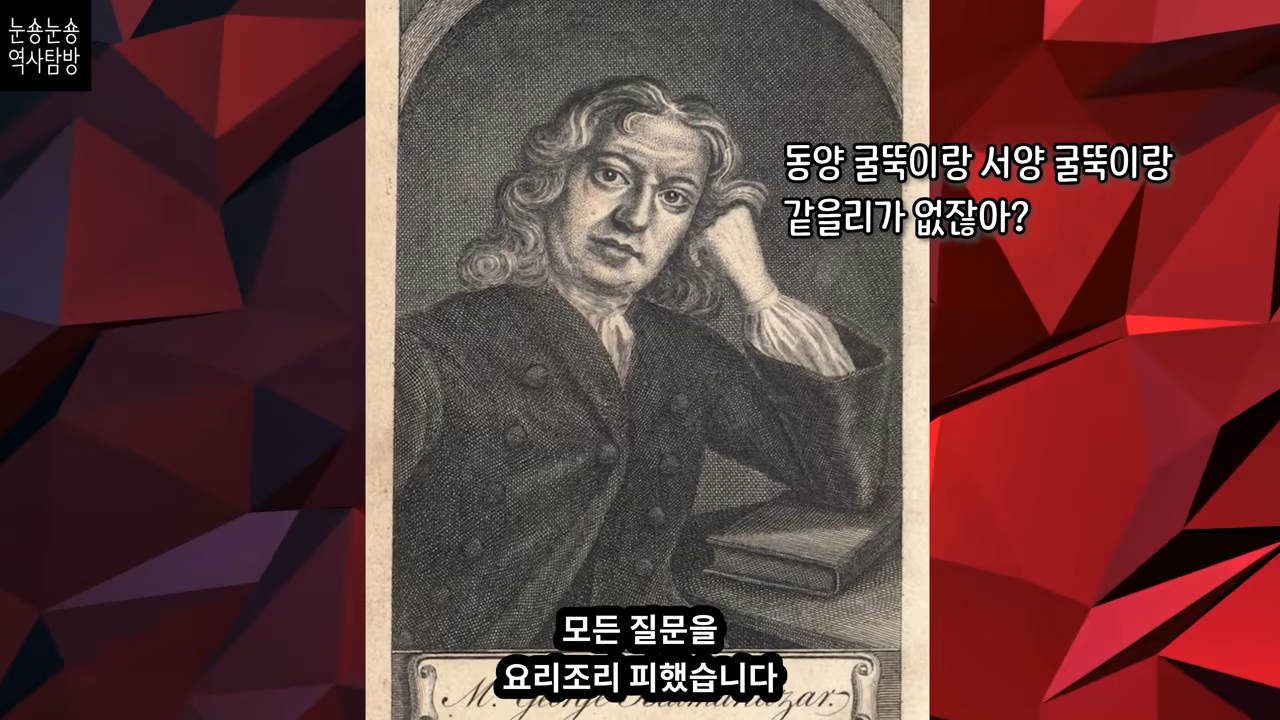 눈숑눈숑
역사탐방
동양 굴뚝이랑 서양 굴뚝이랑
같을리가 없잖아?
모든 질문을
요리조리 피했습니다